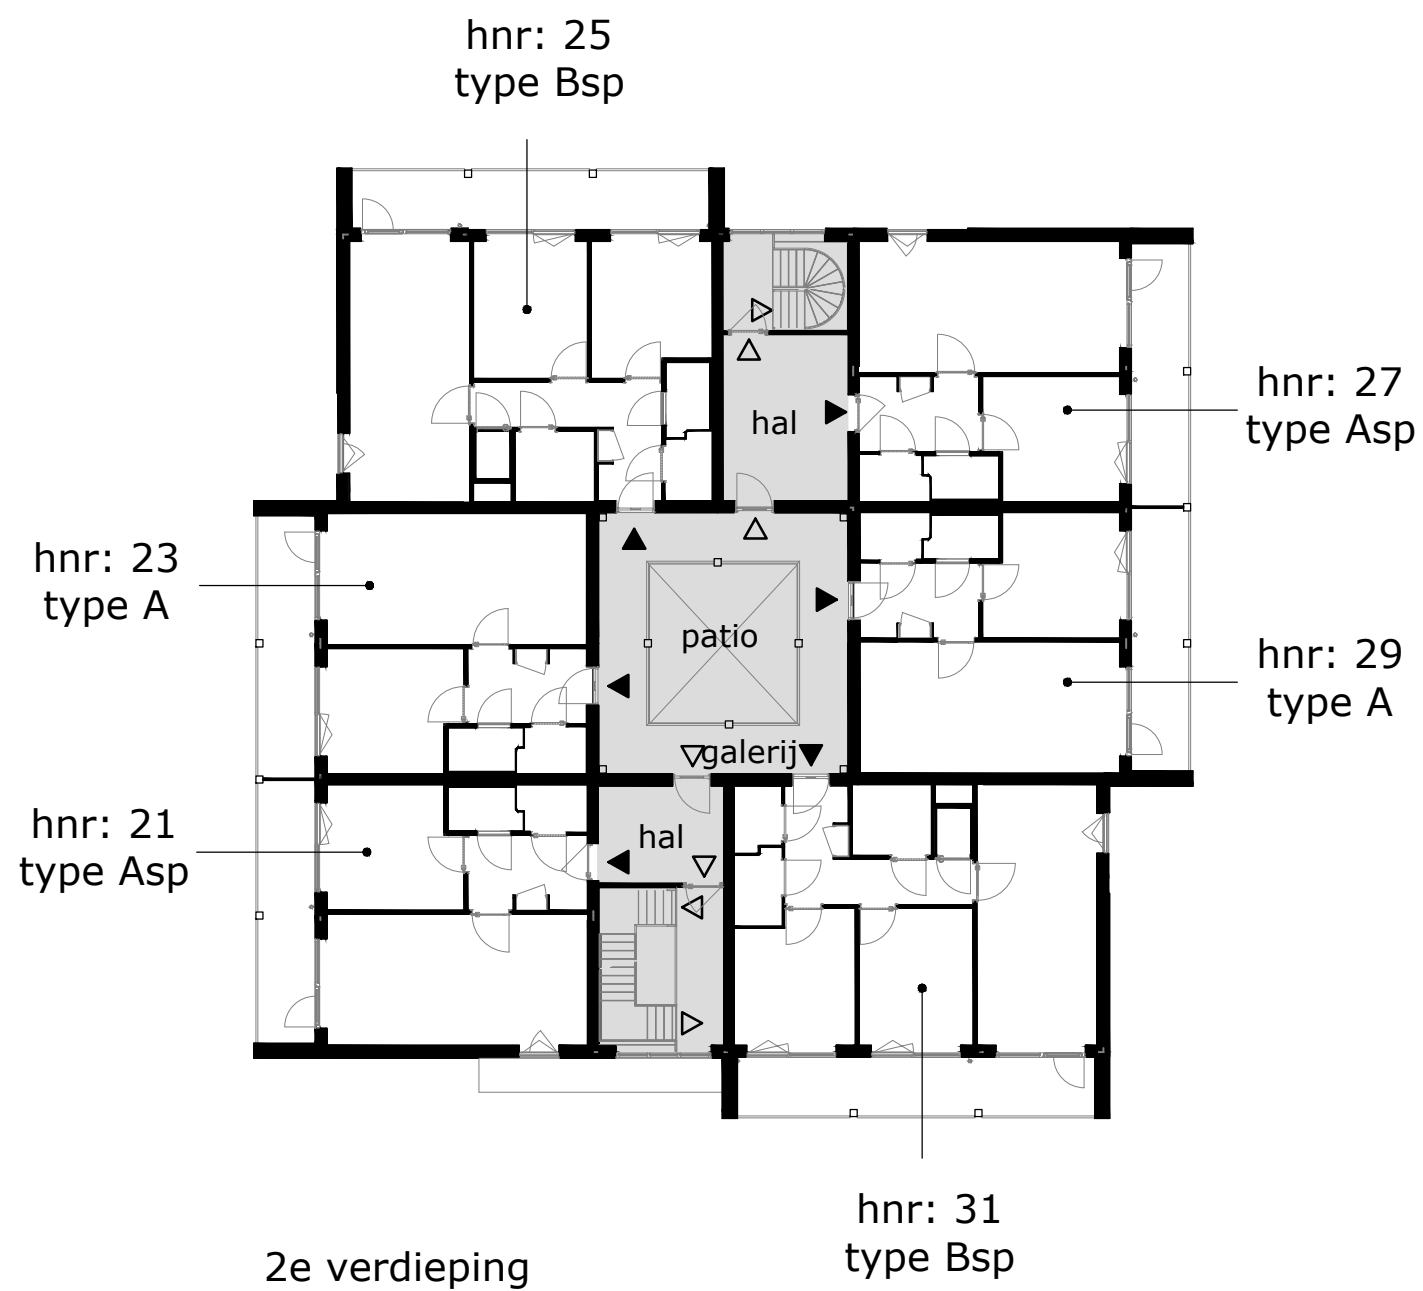 hnr: 25
type Bsp
hnr: 27
type Asp
hal
hnr: 23
type A
patio
hnr: 29
type A
galerij
hnr: 21
type Asp
hal
hnr: 31
type Bsp
2e verdieping